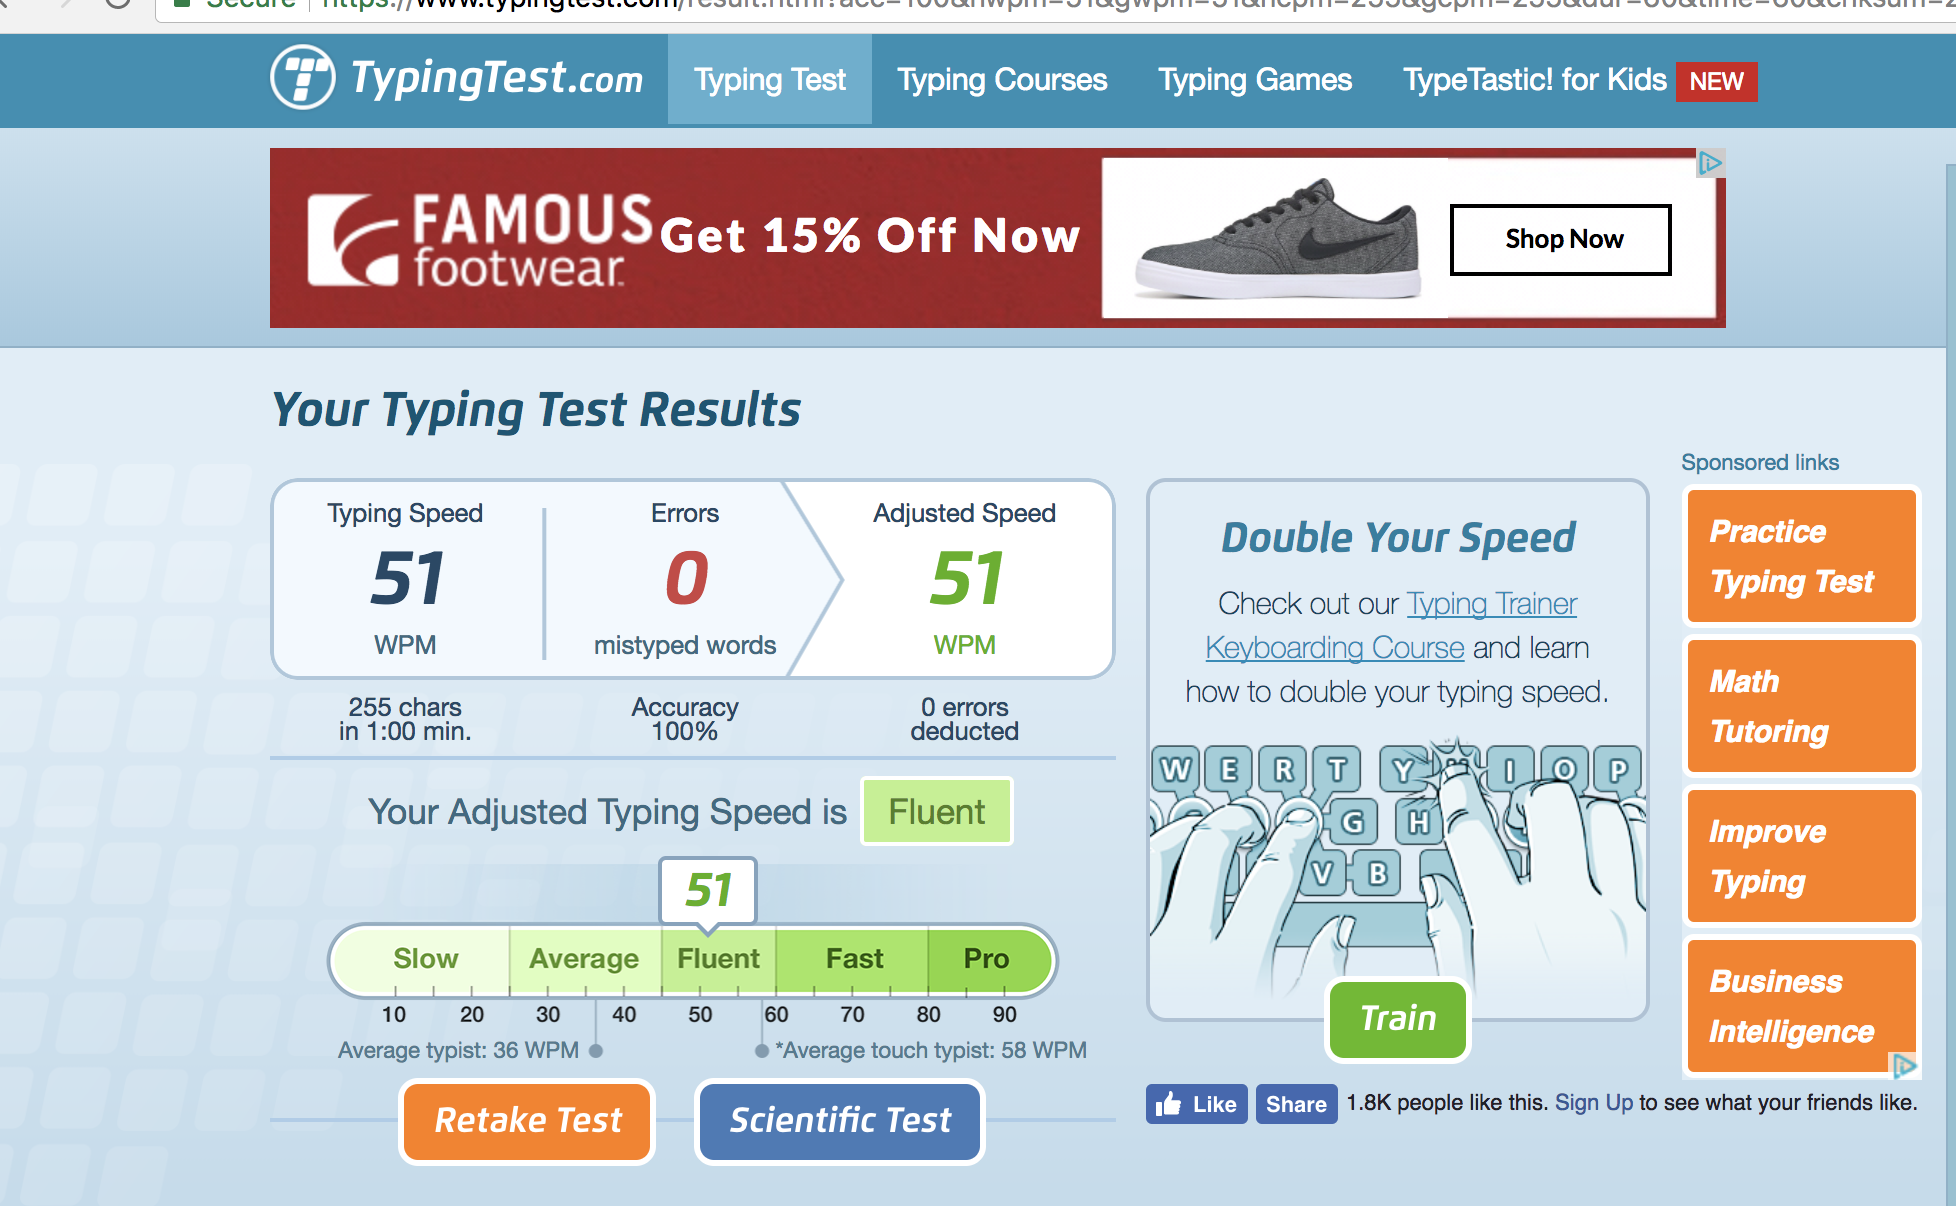 Secure https://www.typingtest.com/result.html?acc=100&nwpm=51&gwpm=51&ncpm=255&gcpm=255&dur=60&time=60&chksum=2
TypingTest.com Typing Test Typing Courses Typing Games TypeTastic! for Kids NEW
FAMOUS
footwear.
Get 15% Off Now
Shop Now
Your Typing Test Results
Typing Speed
51
WPM
255 chars
in 1:00 min.
Errors
0
mistyped words
Accuracy
100%
Adjusted Speed
51
WPM
0 errors
deducted
Your Adjusted Typing Speed is Fluent
51
Slow Average Fluent Fast Pro
10 20 30 40 50 60 70 80 90
Average typist: 36 WPM *Average touch typist: 58 WPM
Retake Test Scientific Test
Double Your Speed
Check out our Typing Trainer
Keyboarding Course and learn
how to double your typing speed.
W E R T Y I O P
G H
V B
Train
Like Share 1.8K people like this. Sign Up to see what your friends like.
Sponsored links
Practice
Typing Test
Math
Tutoring
Improve
Typing
Business
Intelligence